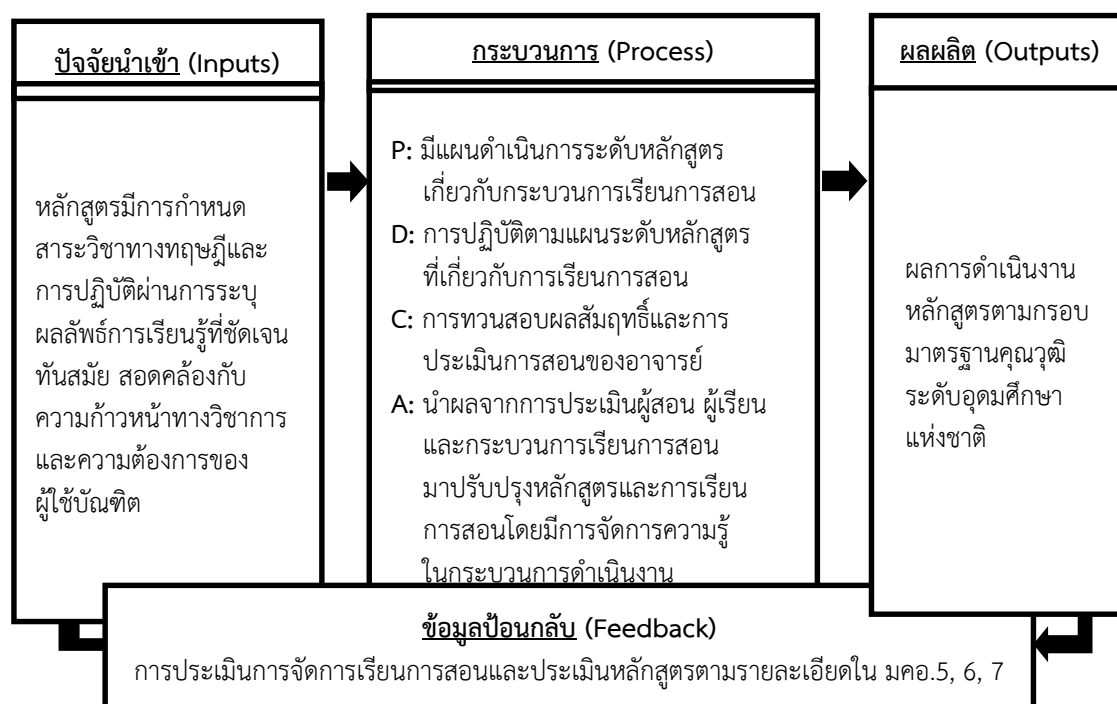 ปัจจัยนำเข้า (Inputs)
หลักสูตรมีการกำหนด
สาระวิชาทางทฤษฎีและ
การปฏิบัติผ่านการระบุ
ผลลัพธ์การเรียนรู้ที่ชัดเจน
ทันสมัย สอดคล้องกับ
ความก้าวหน้าทางวิชาการ
และความต้องการของ
ผู้ใช้บัณฑิต
กระบวนการ (Process)
P: มีแผนดำเนินการระดับหลักสูตร
เกี่ยวกับกระบวนการเรียนการสอน
D: การปฏิบัติตามแผนระดับหลักสูตร
ที่เกี่ยวกับการเรียนการสอน
C: การทวนสอบผลสัมฤทธิ์และการ
ประเมินการสอนของอาจารย์
A: นำผลจากการประเมินผู้สอน ผู้เรียน
และกระบวนการเรียนการสอน
มาปรับปรุงหลักสูตรและการเรียน
การสอนโดยมีการจัดการความรู้
ในกระบวนการดำเนินงาน
ผลผลิต (Outputs)
ผลการดำเนินงาน
หลักสูตรตามกรอบ
มาตรฐานคุณวุฒิ
ระดับอุดมศึกษา
แห่งชาติ
ข้อมูลป้อนกลับ (Feedback)
การประเมินการจัดการเรียนการสอนและประเมินหลักสูตรตามรายละเอียดใน มคอ.5, 6, 7